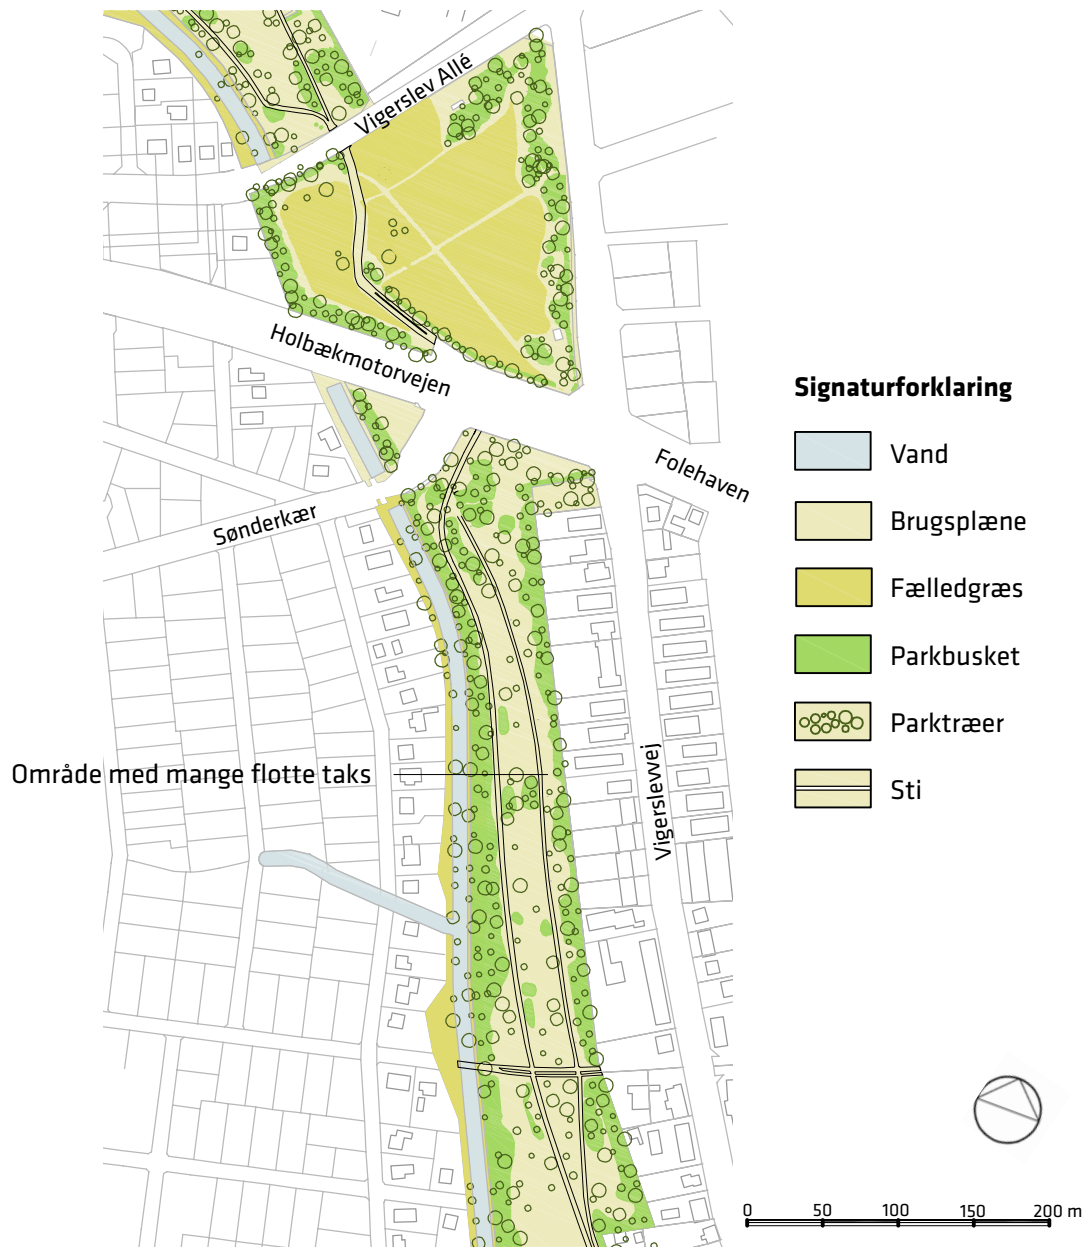 Vigerslev Allé
Holbækmotorvejen
Folehaven
Sønderkær
Vigerslevvej
Område med mange flotte taks
Signaturforklaring
Vand
Brugsplæne
Fælledgræs
Parkbusket
Parktræer
Sti
0 50 100 150 200 m